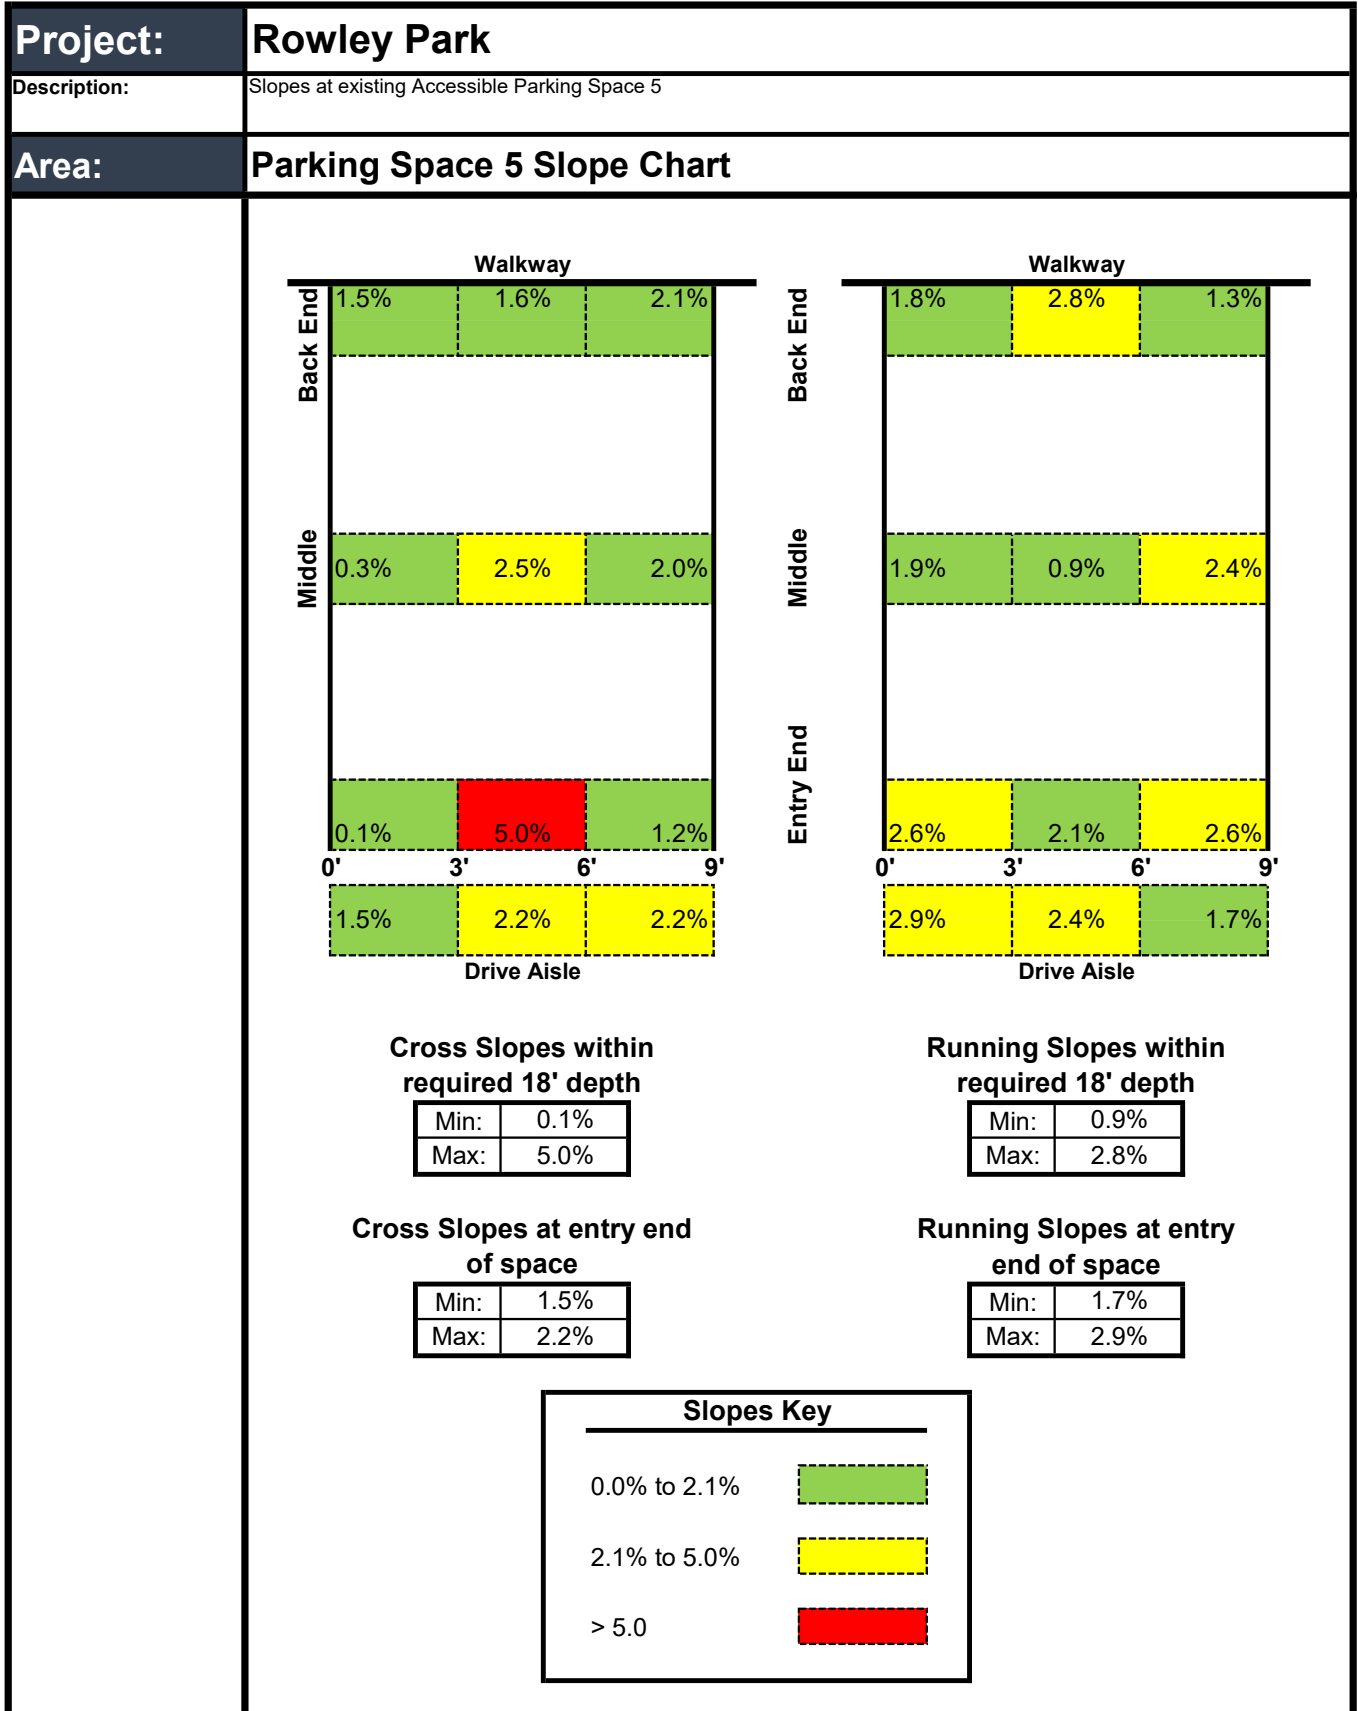 Project:
Rowley Park
Description:
Slopes at existing Accessible Parking Space 5
Area:
Parking Space 5 Slope Chart
Walkway
Walkway
Back End
1.5% 1.6% 2.1%
Back End
1.8% 2.8% 1.3%
Middle
0.3% 2.5% 2.0%
Middle
1.9% 0.9% 2.4%
0.1% 5.0% 1.2%
Entry End
2.6% 2.1% 2.6%
0' 3' 6' 9'
0' 3' 6' 9'
1.5% 2.2% 2.2%
2.9% 2.4% 1.7%
Drive Aisle
Drive Aisle
Cross Slopes within
required 18' depth
Min: 0.1%
Max: 5.0%
Running Slopes within
required 18' depth
Min: 0.9%
Max: 2.8%
Cross Slopes at entry end
of space
Min: 1.5%
Max: 2.2%
Running Slopes at entry
end of space
Min: 1.7%
Max: 2.9%
Slopes Key
0.0% to 2.1%
2.1% to 5.0%
> 5.0